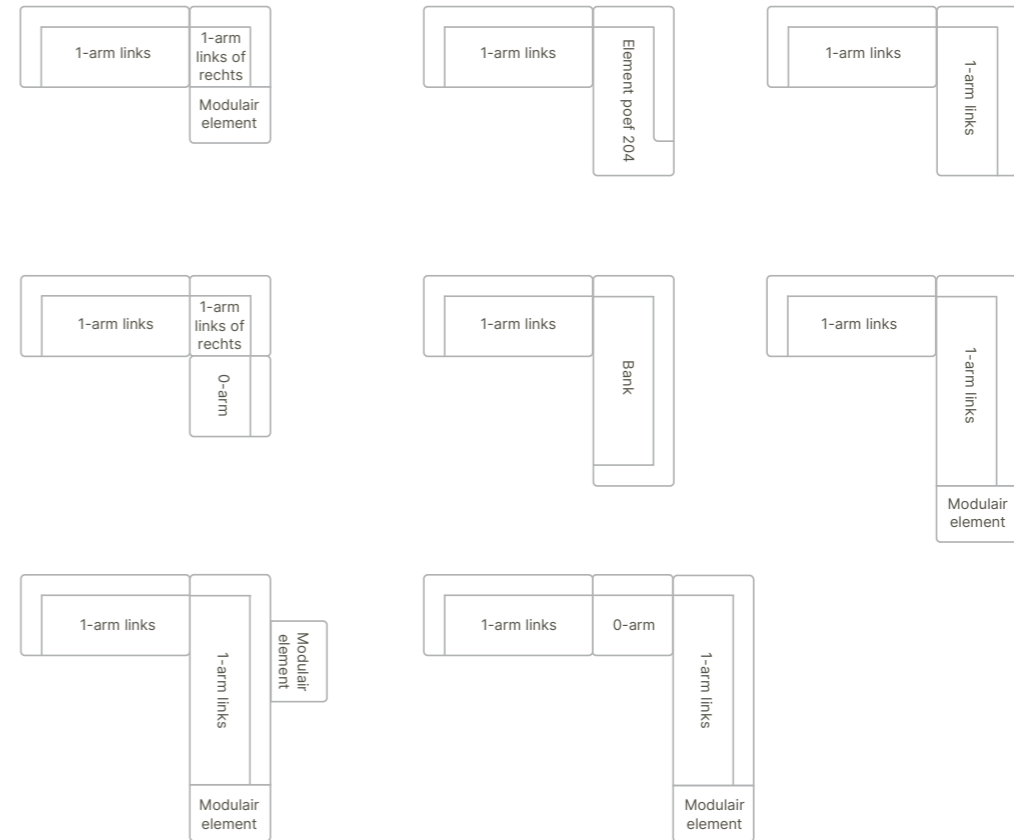 1-arm links
1-arm
links of
rechts
Modulair
element
1-arm links
Element poef 204
1-arm links
1-arm links
1-arm links
1-arm
links of
rechts
0-arm
1-arm links
Bank
1-arm links
1-arm links
Modulair
element
1-arm links
1-arm links
Modulair
element
Modulair
element
1-arm links
0-arm
1-arm links
Modulair
element